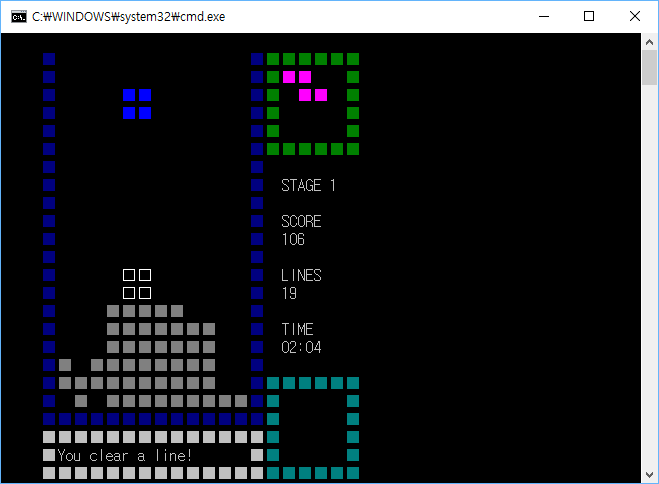 C:₩WINDOWS₩system32₩cmd.exe
STAGE 1
SCORE
106
LINES
19
TIME
02:04
You clear a line!